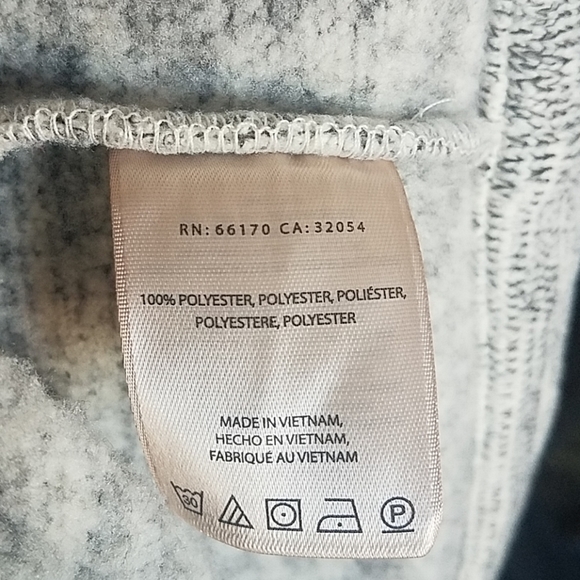 RN: 66170 CA: 32054
100% POLYESTER, POLYESTER, POLIÉSTER,
POLYESTERE, POLYESTER
MADE IN VIETNAM,
HECHO EN VIETNAM,
FABRIQUÉ AU VIETNAM
30 P